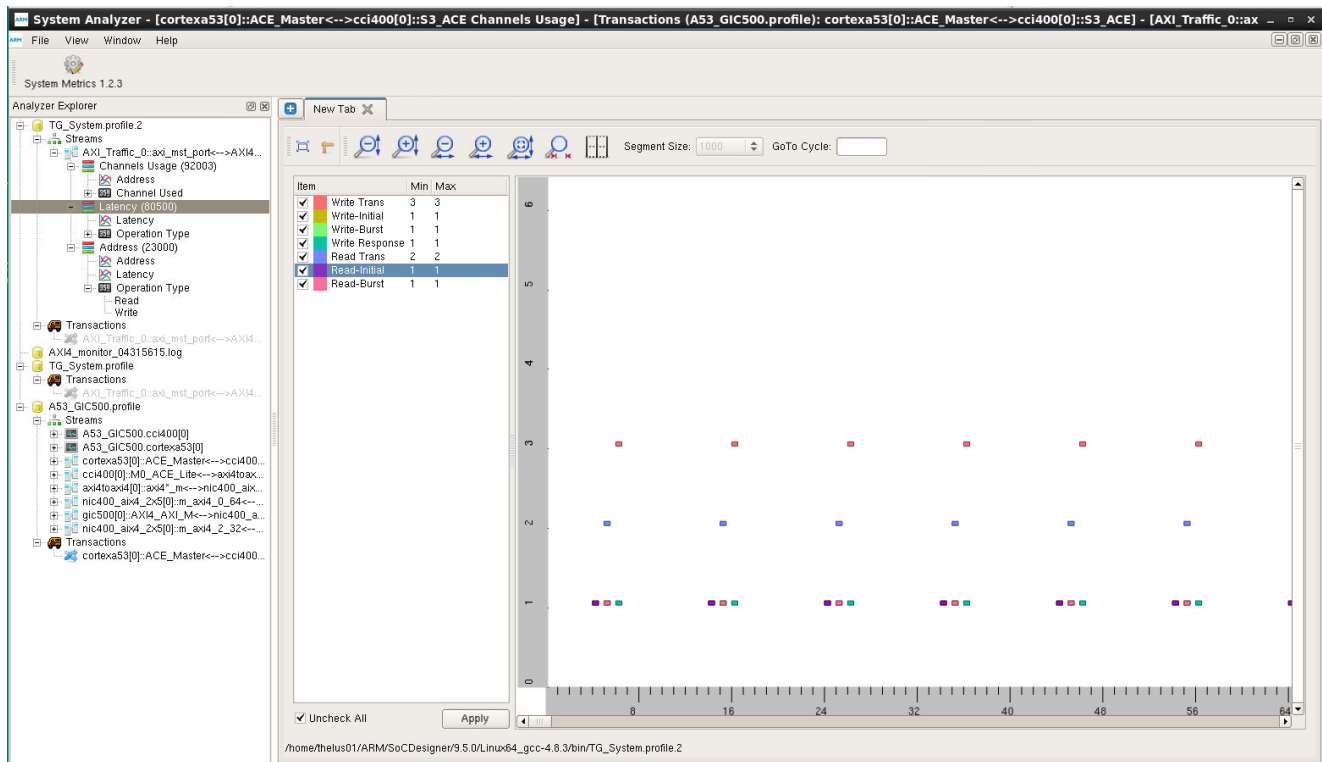 ARM System Analyzer - [cortexa53[0]::ACE_Master<-->cci400[0]::S3_ACE Channels Usage] - [Transactions (A53_GIC500.profile): cortexa53[0]::ACE_Master<-->cci400[0]::S3_ACE] - [AXI_Traffic_0::ax
ARM File View Window Help
System Metrics 1.2.3
Analyzer Explorer
TG_System.profile.2
Streams
AXI_Traffic_0::axi_mst_port<-->AXI4...
Channels Usage (92003)
Address
Channel Used
Latency (80500)
Latency
Operation Type
Address (23000)
Address
Latency
Operation Type
Read
Write
Transactions
AXI_Traffic_0::axi_mst_port<-->AXI4...
AXI4_monitor_04315615.log
TG_System.profile
Transactions
AXI_Traffic_0::axi_mst_port<-->AXI4...
A53_GIC500.profile
Streams
A53_GIC500.cci400[0]
A53_GIC500.cortexa53[0]
cortexa53[0]::ACE_Master<-->cci400...
cci400[0]::M0_ACE_Lite<-->axi4toax...
axi4toaxi4[0]::axi4"_m<-->nic400_aix...
nic400_aix4_2x5[0]::m_axi4_0_64<--...
gic500[0]::AXI4_AXI_M<-->nic400_a...
nic400_aix4_2x5[0]::m_axi4_2_32<--...
Transactions
cortexa53[0]::ACE_Master<-->cci400...
New Tab
Segment Size: 1000 GoTo Cycle:
Item Min Max
Write Trans 3 3
Write-Initial 1 1
Write-Burst 1 1
Write Response 1 1
Read Trans 2 2
Read-Initial 1 1
Read-Burst 1 1
Uncheck All Apply
6
5
4
3
2
1
0
8 16 24 32 40 48 56 64
/home/thelus01/ARM/SoCDesigner/9.5.0/Linux64_gcc-4.8.3/bin/TG_System.profile.2